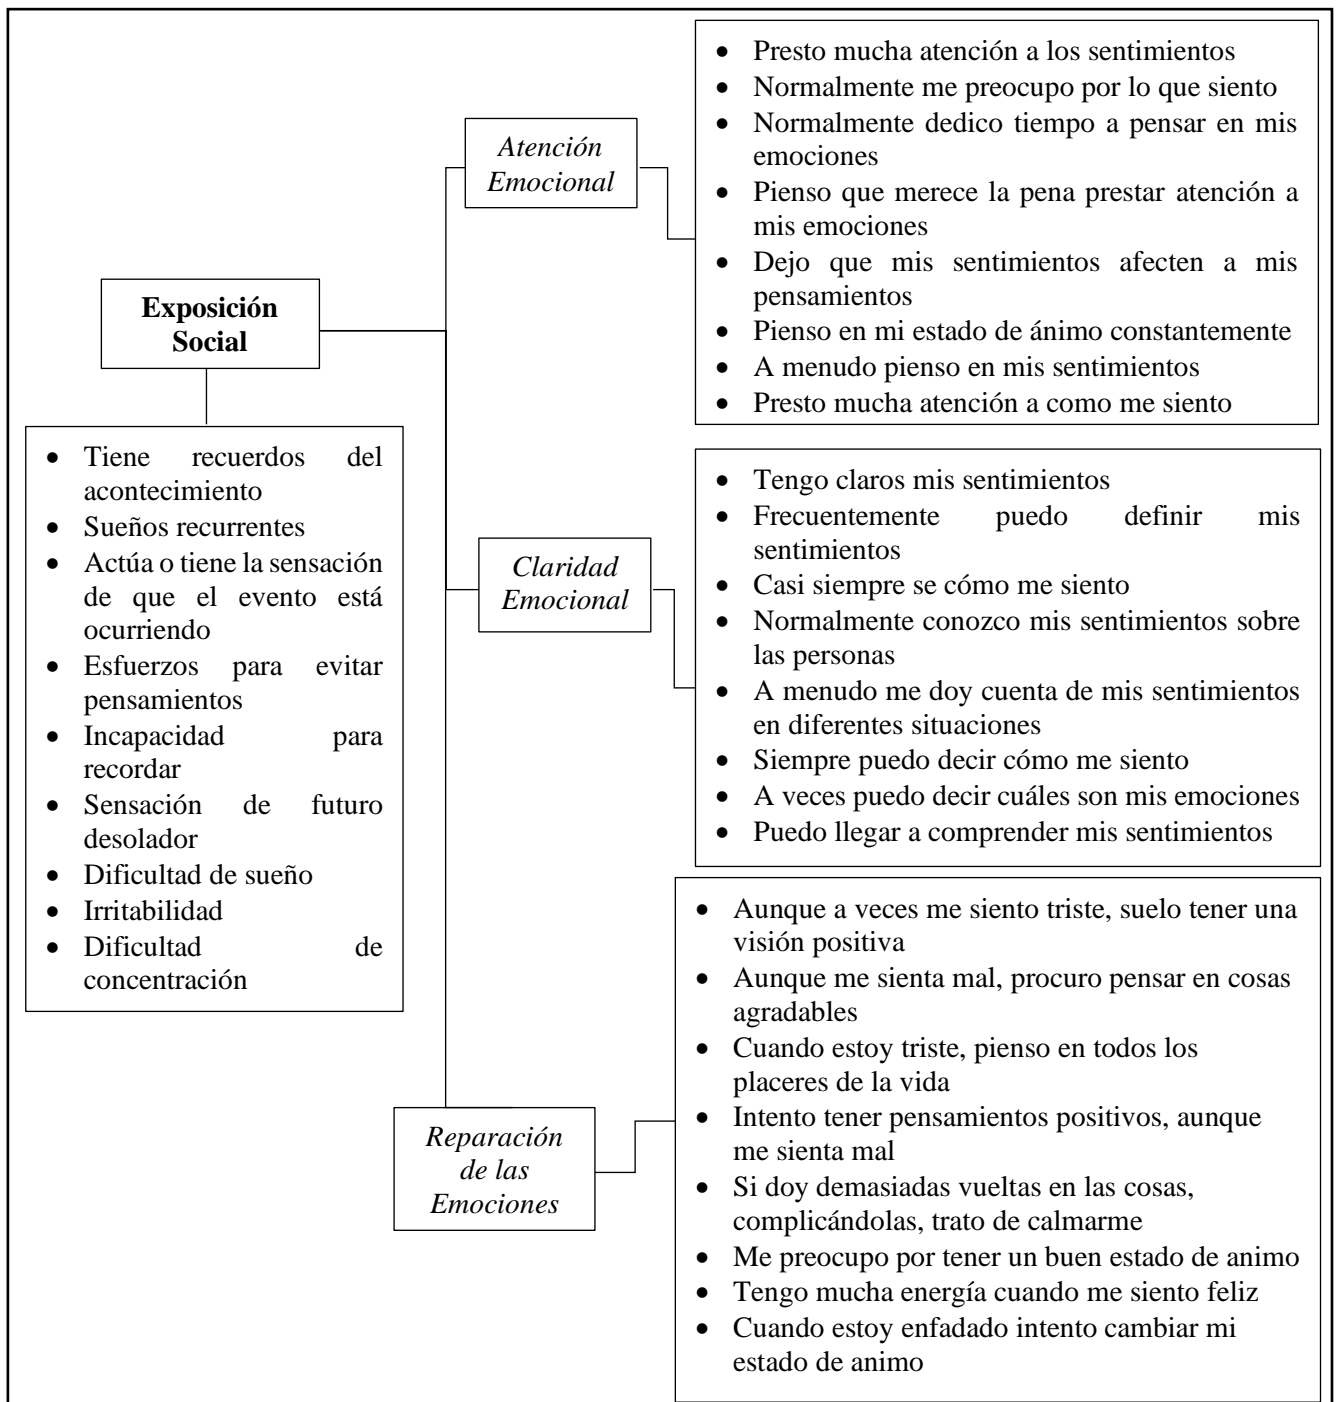 Exposición
Social
• Tiene recuerdos del
acontecimiento
• Sueños recurrentes
• Actúa o tiene la sensación
de que el evento está
ocurriendo
• Esfuerzos para evitar
pensamientos
• Incapacidad para
recordar
• Sensación de futuro
desolador
• Dificultad de sueño
• Irritabilidad
• Dificultad de
concentración
Atención
Emocional
• Presto mucha atención a los sentimientos
• Normalmente me preocupo por lo que siento
• Normalmente dedico tiempo a pensar en mis
emociones
• Pienso que merece la pena prestar atención a
mis emociones
• Dejo que mis sentimientos afecten a mis
pensamientos
• Pienso en mi estado de ánimo constantemente
• A menudo pienso en mis sentimientos
• Presto mucha atención a como me siento
Claridad
Emocional
• Tengo claros mis sentimientos
• Frecuentemente puedo definir mis
sentimientos
• Casi siempre se cómo me siento
• Normalmente conozco mis sentimientos sobre
las personas
• A menudo me doy cuenta de mis sentimientos
en diferentes situaciones
• Siempre puedo decir cómo me siento
• A veces puedo decir cuáles son mis emociones
• Puedo llegar a comprender mis sentimientos
Reparación
de las
Emociones
• Aunque a veces me siento triste, suelo tener una
visión positiva
• Aunque me sienta mal, procuro pensar en cosas
agradables
• Cuando estoy triste, pienso en todos los
placeres de la vida
• Intento tener pensamientos positivos, aunque
me sienta mal
• Si doy demasiadas vueltas en las cosas,
complicándolas, trato de calmarme
• Me preocupo por tener un buen estado de animo
• Tengo mucha energía cuando me siento feliz
• Cuando estoy enfadado intento cambiar mi
estado de animo